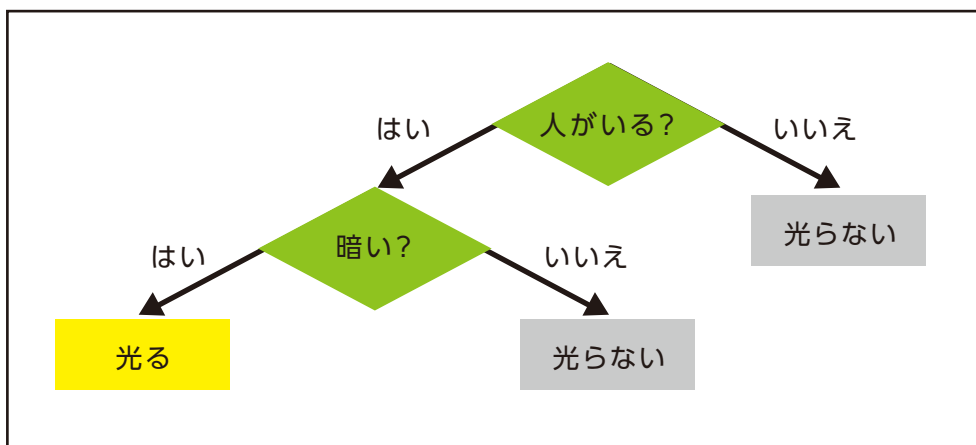 人がいる？
はい
いいえ
光らない
暗い？
はい
いいえ
光る
光らない